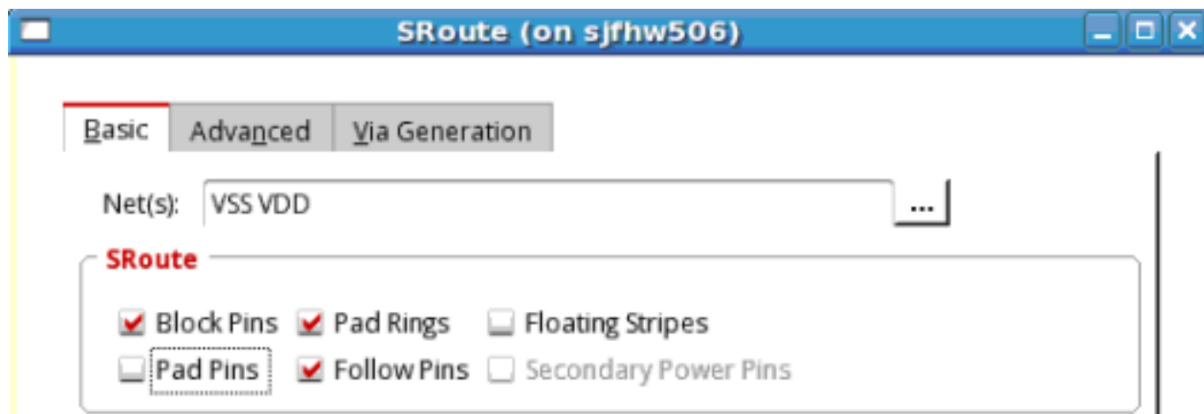 SRoute (on sjfhw506)
Basic Advanced Via Generation
Net(s): VSS VDD ...
SRoute
Block Pins Pad Rings Floating Stripes
Pad Pins Follow Pins Secondary Power Pins